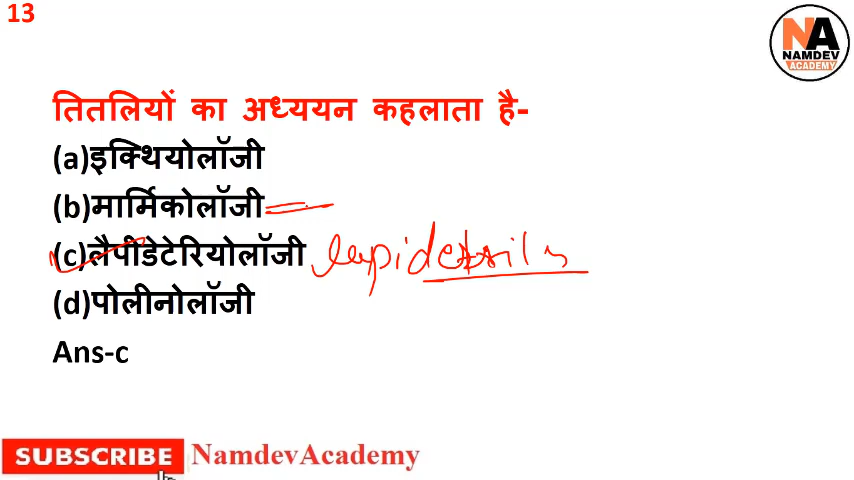 13
NA
NAMDEV
ACADEMY
तितलियों का अध्ययन कहलाता है-
(a)इक्थियोलॉजी
(b)मार्मिकोलॉजी
(c)लैपीडेटेरियोलॉजी
(d)पोलीनोलॉजी
Ans-c
SUBSCRIBE NamdevAcademy